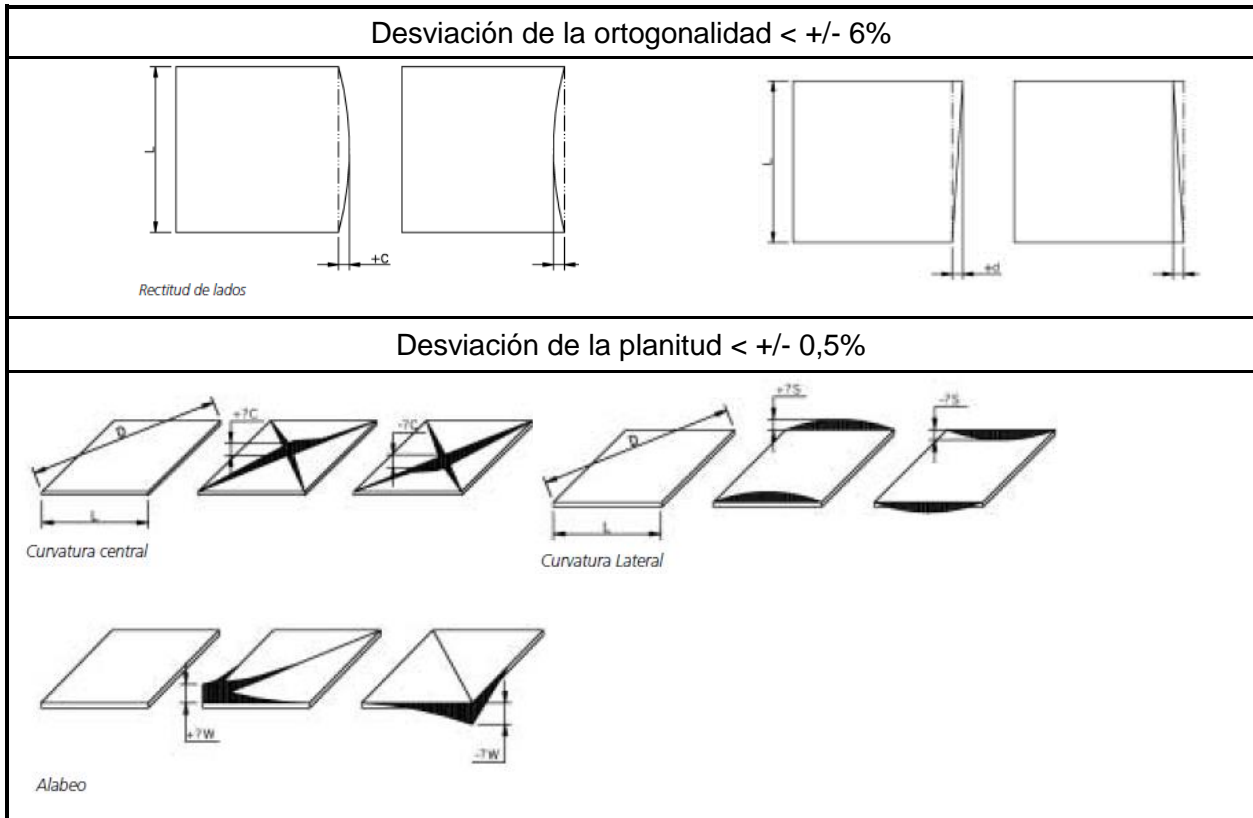 Desviación de la ortogonalidad < +/- 6%
L
+C
L
+d
Rectitud de lados
Desviación de la planitud < +/- 0,5%
D
+?C
-?C
L
Curvatura central
D
+?S
-?S
L
Curvatura Lateral
+?W
-?W
Alabeo